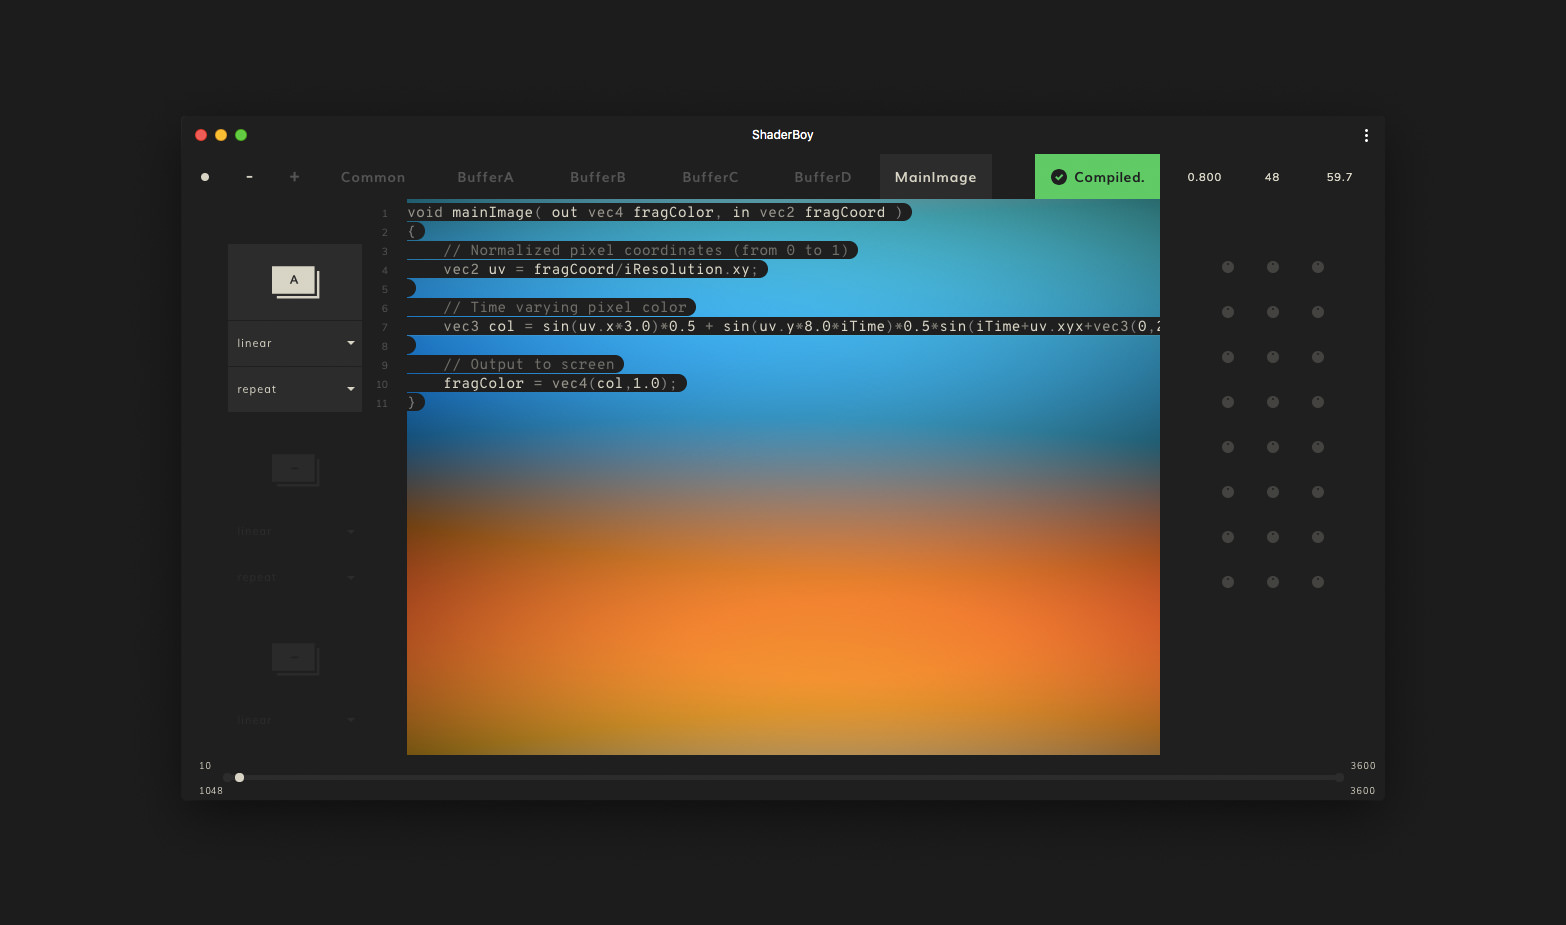 ShaderBoy
- + Common BufferA BufferB BufferC BufferD MainImage Compiled. 0.800 48 59.7
1 void mainImage( out vec4 fragColor, in vec2 fragCoord )
2 {
3 // Normalized pixel coordinates (from 0 to 1)
4 vec2 uv = fragCoord/iResolution.xy;
5
6 // Time varying pixel color
7 vec3 col = sin(uv.x*3.0)*0.5 + sin(uv.y*8.0*iTime)*0.5*sin(iTime+uv.xyx+vec3(0,2
8
9 // Output to screen
10 fragColor = vec4(col,1.0);
11 }
A
linear
repeat
-
linear
repeat
-
linear
10 3600
1048 3600